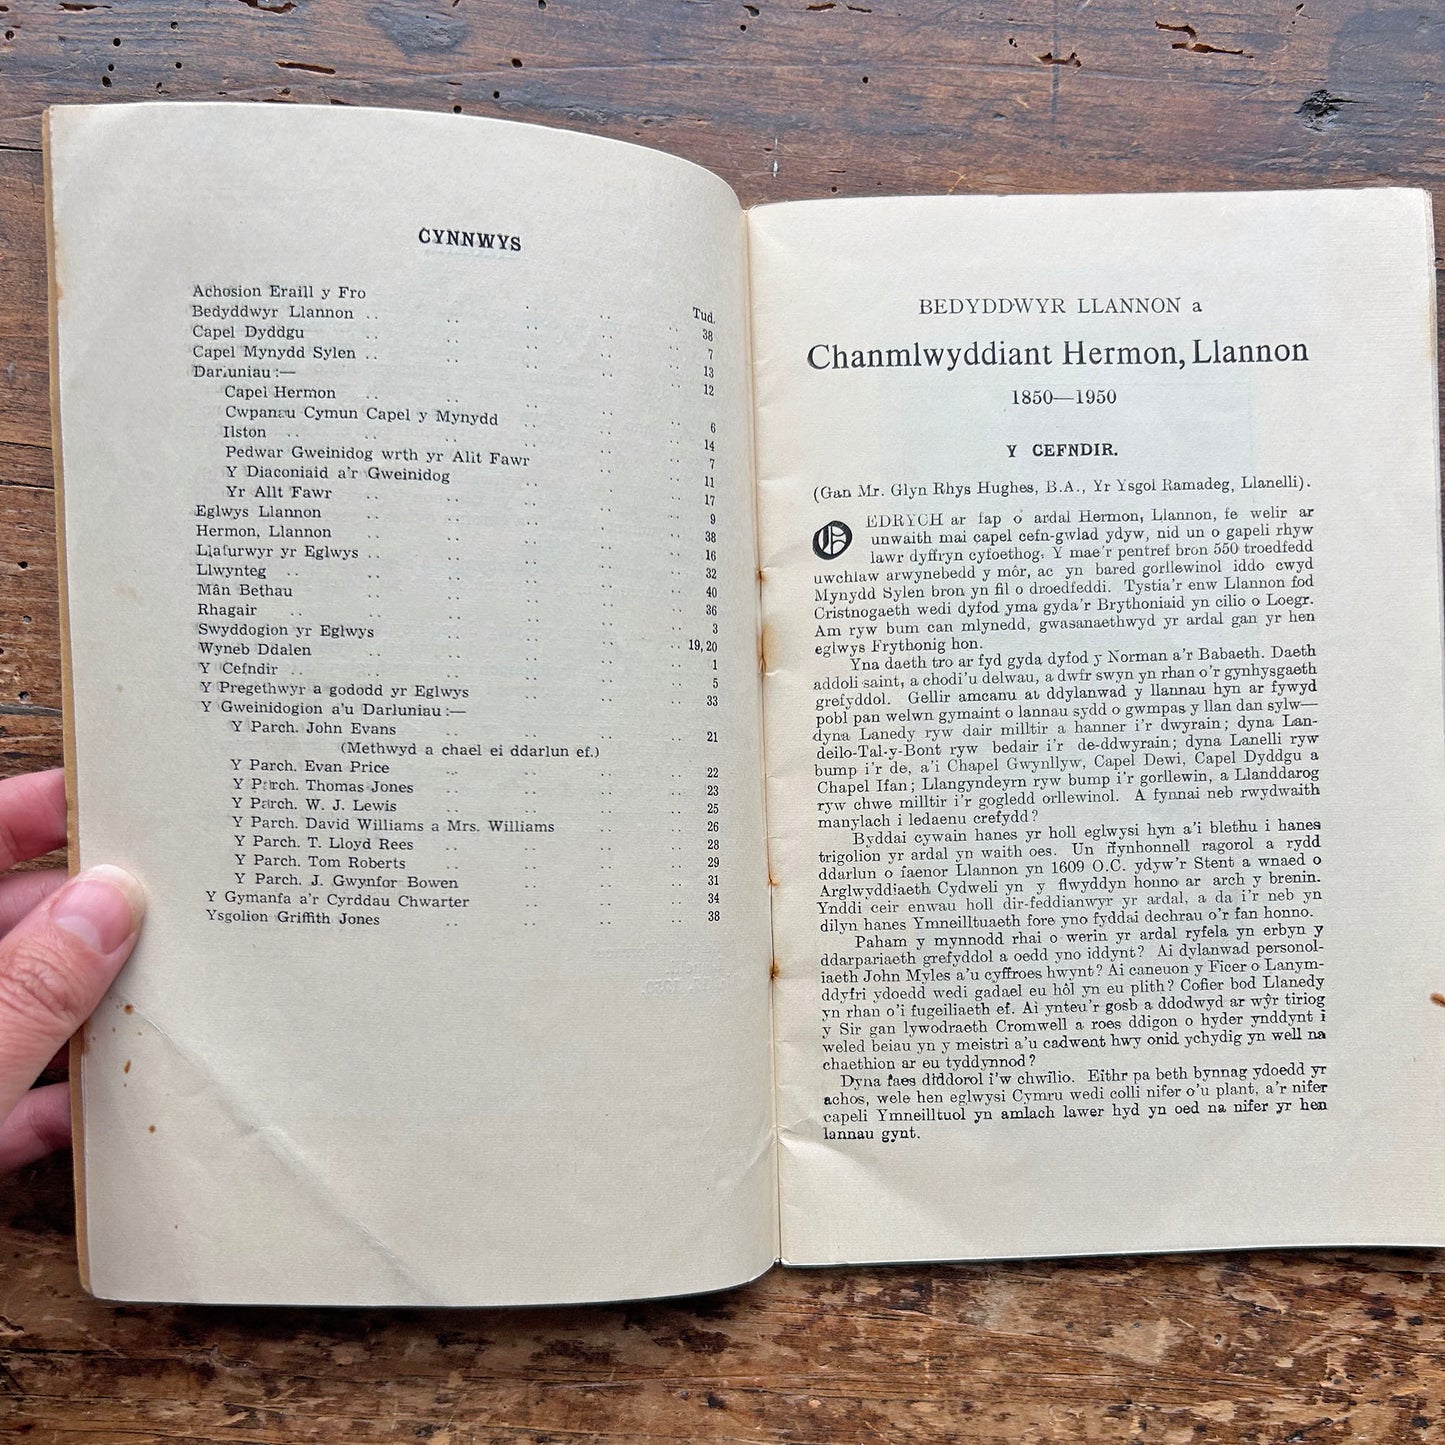 CYNNWYS
Tud.
Achosion Eraill y Fro .. .. .. .. 38
Bedyddwyr Llannon .. .. .. .. .. 7
Capel Dyddgu .. .. .. .. 13
Capel Mynydd Sylen .. .. .. .. 12
Darluniau :—
Capel Hermon .. .. .. .. .. 6
Cwpanau Cymun Capel y Mynydd .. .. .. 14
Ilston .. .. .. .. .. .. 7
Pedwar Gweinidog wrth yr Allt Fawr .. .. 11
Y Diaconiaid a'r Gweinidog .. .. .. 17
Yr Allt Fawr .. .. .. .. .. 9
Eglwys Llannon .. .. .. .. .. 38
Hermon, Llannon .. .. .. .. .. 16
Llafurwyr yr Eglwys .. .. .. .. .. 32
Llwynteg .. .. .. .. .. .. 40
Mân Bethau .. .. .. .. .. 36
Rhagair .. .. .. .. .. .. 3
Swyddogion yr Eglwys .. .. .. .. 19, 20
Wyneb Ddalen .. .. .. .. .. 1
Y Cefndir .. .. .. .. .. .. 5
Y Pregethwyr a gododd yr Eglwys .. .. .. 33
Y Gweinidogion a'u Darluniau :—
Y Parch. John Evans .. .. .. .. 21
(Methwyd a chael ei ddarlun ef.)
Y Parch. Evan Price .. .. .. .. 22
Y Parch. Thomas Jones .. .. .. .. 23
Y Parch. W. J. Lewis .. .. .. .. 25
Y Parch. David Williams a Mrs. Williams .. .. 26
Y Parch. T. Lloyd Rees .. .. .. .. 28
Y Parch. Tom Roberts .. .. .. .. 29
Y Parch. J. Gwynfor Bowen .. .. .. 31
Y Gymanfa a'r Cyrddau Chwarter .. .. .. 34
Ysgolion Griffith Jones .. .. .. .. 38
BEDYDDWYR LLANNON a
Chanmlwyddiant Hermon, Llannon
1850—1950
Y CEFNDIR.
(Gan Mr. Glyn Rhys Hughes, B.A., Yr Ysgol Ramadeg, Llanelli).
O EDRYCH ar fap o ardal Hermon, Llannon, fe welir ar
unwaith mai capel cefn-gwlad ydyw, nid un o gapeli rhyw
lawr dyffryn cyfoethog. Y mae'r pentref bron 550 troedfedd
uwchlaw arwynebedd y môr, ac yn bared gorllewinol iddo cwyd
Mynydd Sylen bron yn fil o droedfeddi. Tystia'r enw Llannon fod
Cristnogaeth wedi dyfod yma gyda'r Brythoniaid yn cilio o Loegr.
Am ryw bum can mlynedd, gwasanaethwyd yr ardal gan yr hen
eglwys Frythonig hon.
Yna daeth tro ar fyd gyda dyfod y Norman a'r Babaeth. Daeth
addoli saint, a chodi'u delwau, a dwfr swyn yn rhan o'r gynhysgaeth
grefyddol. Gellir amcanu at ddylanwad y llannau hyn ar fywyd
pobl pan welwn gymaint o lannau sydd o gwmpas y llan dan sylw—
dyna Lanedy ryw dair milltir a hanner i'r dwyrain ; dyna Lan-
deilo-Tal-y-Bont ryw bedair i'r de-ddwyrain ; dyna Lanelli ryw
bump i'r de, a'i Chapel Gwynllyw, Capel Dewi, Capel Dyddgu a
Chapel Ifan ; Llangyndeyrn ryw bump i'r gorllewin, a Llanddarog
ryw chwe milltir i'r gogledd orllewinol. A fynnai neb rwydwaith
manylach i ledaenu crefydd ?
Byddai cywain hanes yr holl eglwysi hyn a'i blethu i hanes
trigolion yr ardal yn waith oes. Un ffynhonnell ragorol a rydd
ddarlun o faenor Llannon yn 1609 O.C. ydyw'r Stent a wnaed o
Arglwyddiaeth Cydweli yn y flwyddyn honno ar arch y brenin.
Ynddi ceir enwau holl dir-feddianwyr yr ardal, a da i'r neb yn
dilyn hanes Ymneilltuaeth fore yno fyddai dechrau o'r fan honno.
Paham y mynnodd rhai o werin yr ardal ryfela yn erbyn y
ddarpariaeth grefyddol a oedd yno iddynt ? Ai dylanwad personol-
iaeth John Myles a'u cyffroes hwynt ? Ai caneuon y Ficer o Lanym-
ddyfri ydoedd wedi gadael eu hôl yn eu plith ? Cofier bod Llanedy
yn rhan o'i fugeiliaeth ef. Ai ynteu'r gosb a ddodwyd ar wŷr tiriog
y Sir gan lywodraeth Cromwell a roes ddigon o hyder ynddynt i
weled beiau yn y meistri a'u cadwent hwy onid ychydig yn well na
chaethion ar eu tyddynnod ?
Dyna faes diddorol i'w chwilio. Eithr pa beth bynnag ydoedd yr
achos, wele hen eglwysi Cymru wedi colli nifer o'u plant, a'r nifer
capeli Ymneilltuol yn amlach lawer hyd yn oed na nifer yr hen
lannau gynt.